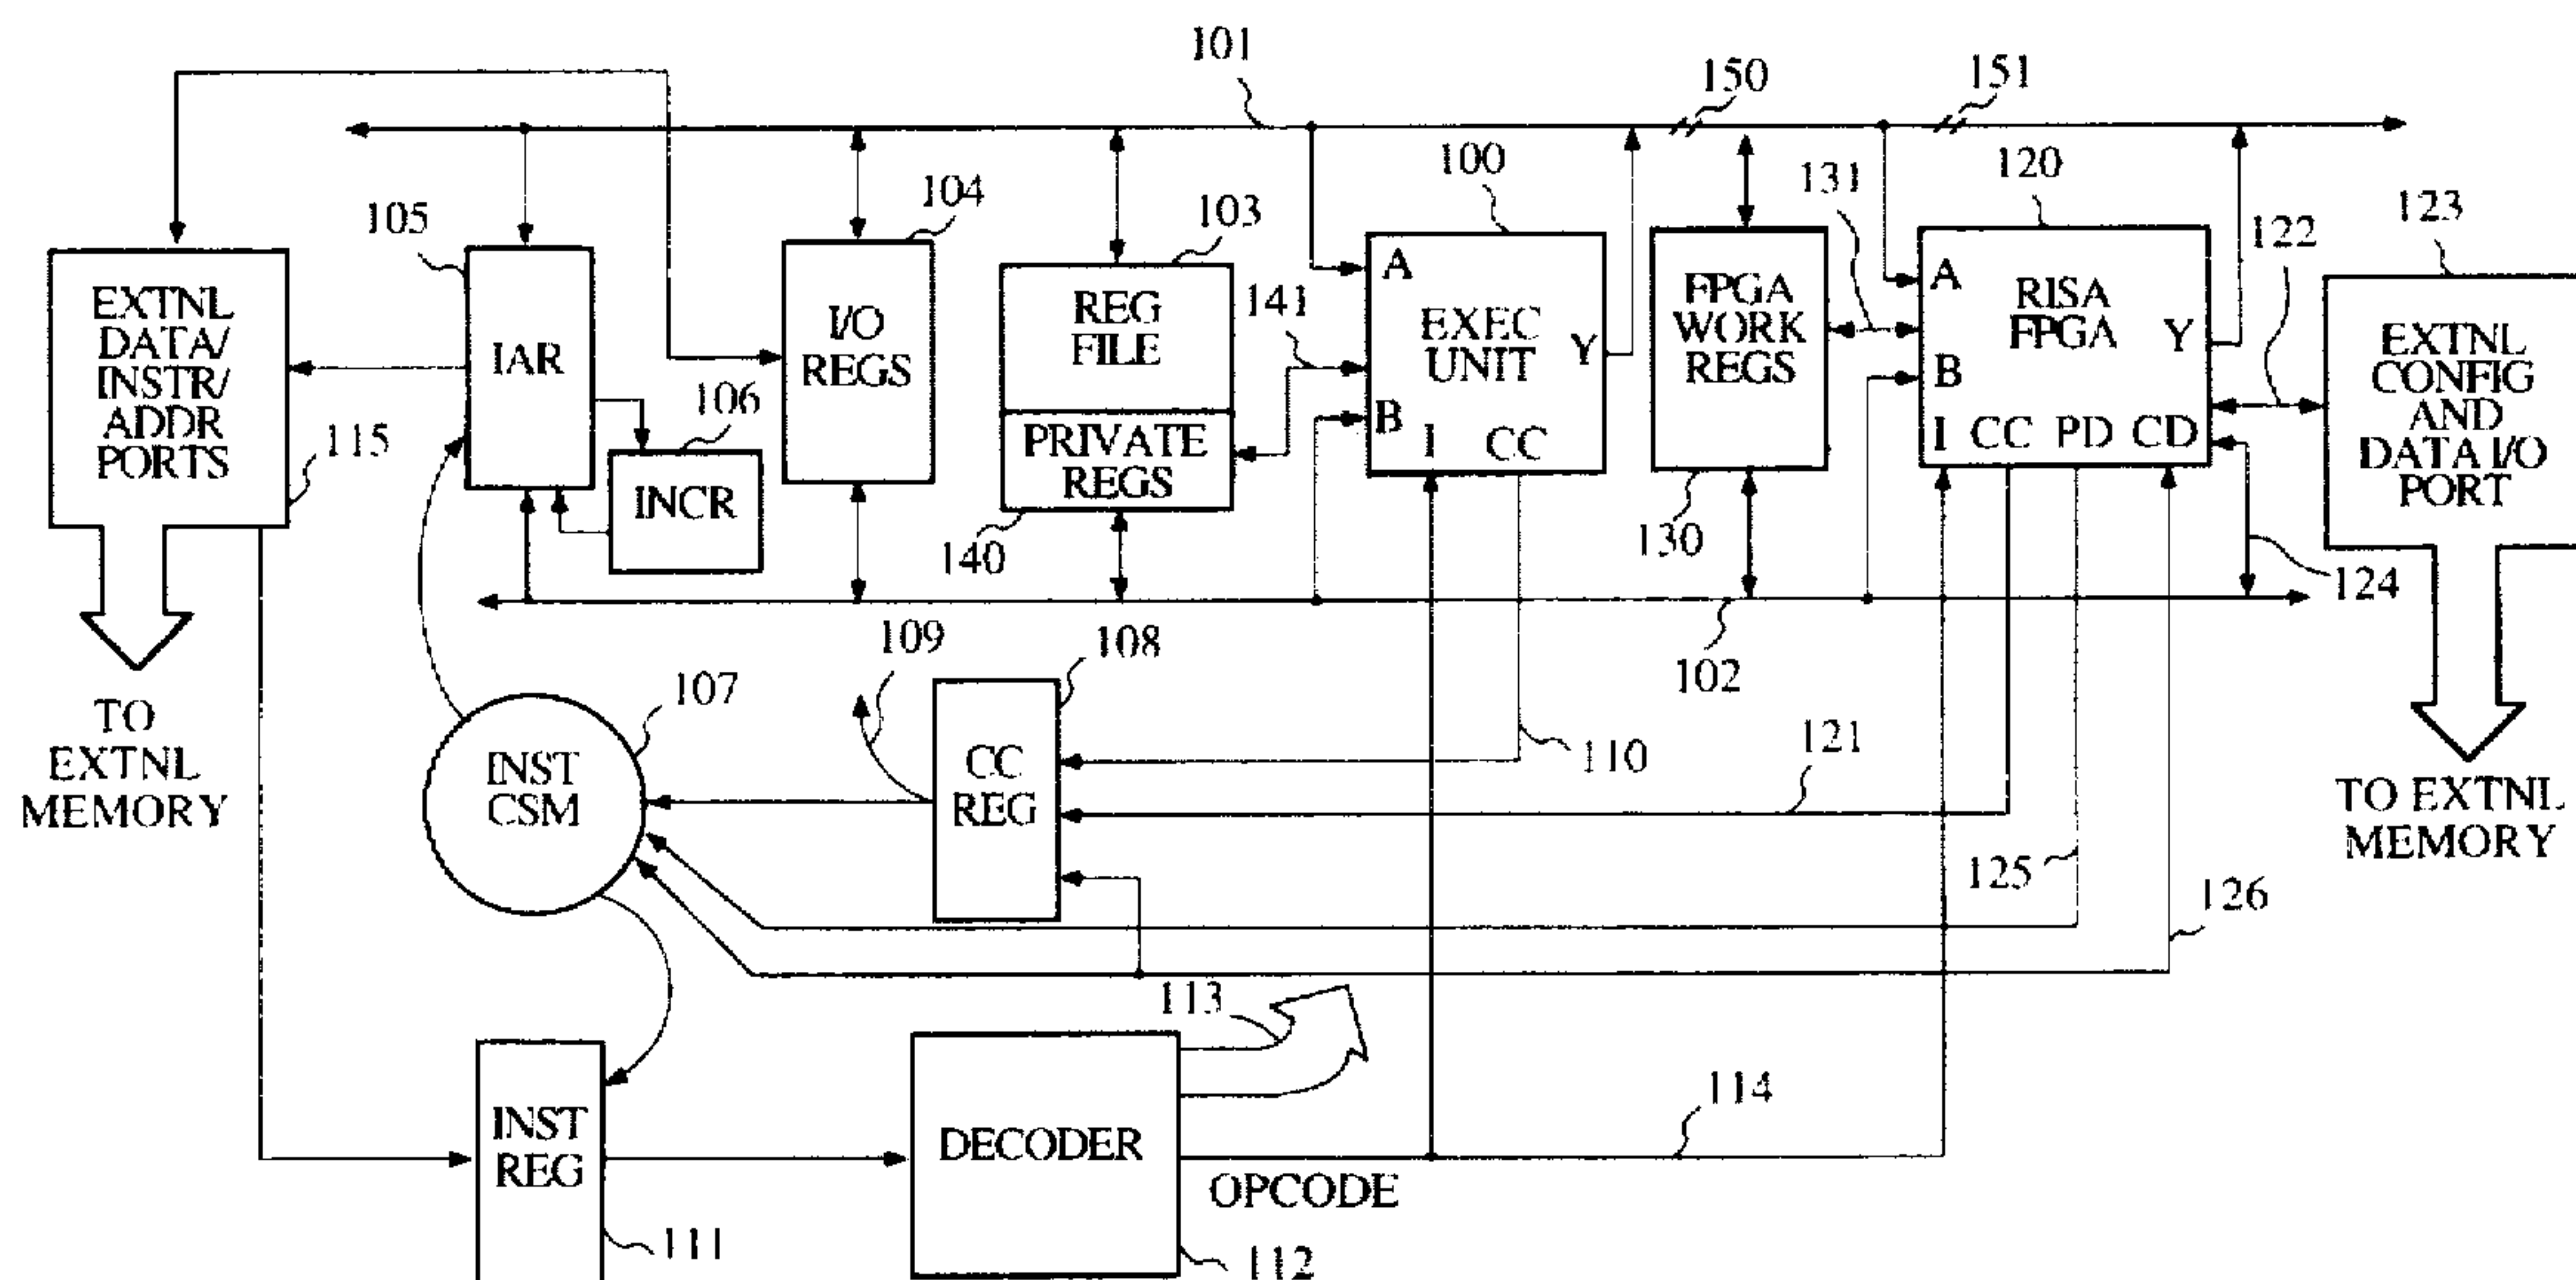 101
150
151
105
104
103
100
131
120
123
122
EXTNL
DATA/
INSTR/
ADDR
PORTS
115
IAR
106
INCR
I/O
REGS
REG
FILE
PRIVATE
REGS
140
141
A
EXEC
UNIT
Y
B
I
CC
FPGA
WORK
REGS
130
A
RISA
FPGA
Y
B
I
CC
PD
CD
EXTNL
CONFIG
AND
DATA I/O
PORT
124
102
TO
EXTNL
MEMORY
107
109
108
INST
CSM
CC
REG
110
121
125
126
TO EXTNL
MEMORY
113
INST
REG
111
DECODER
112
OPCODE
114